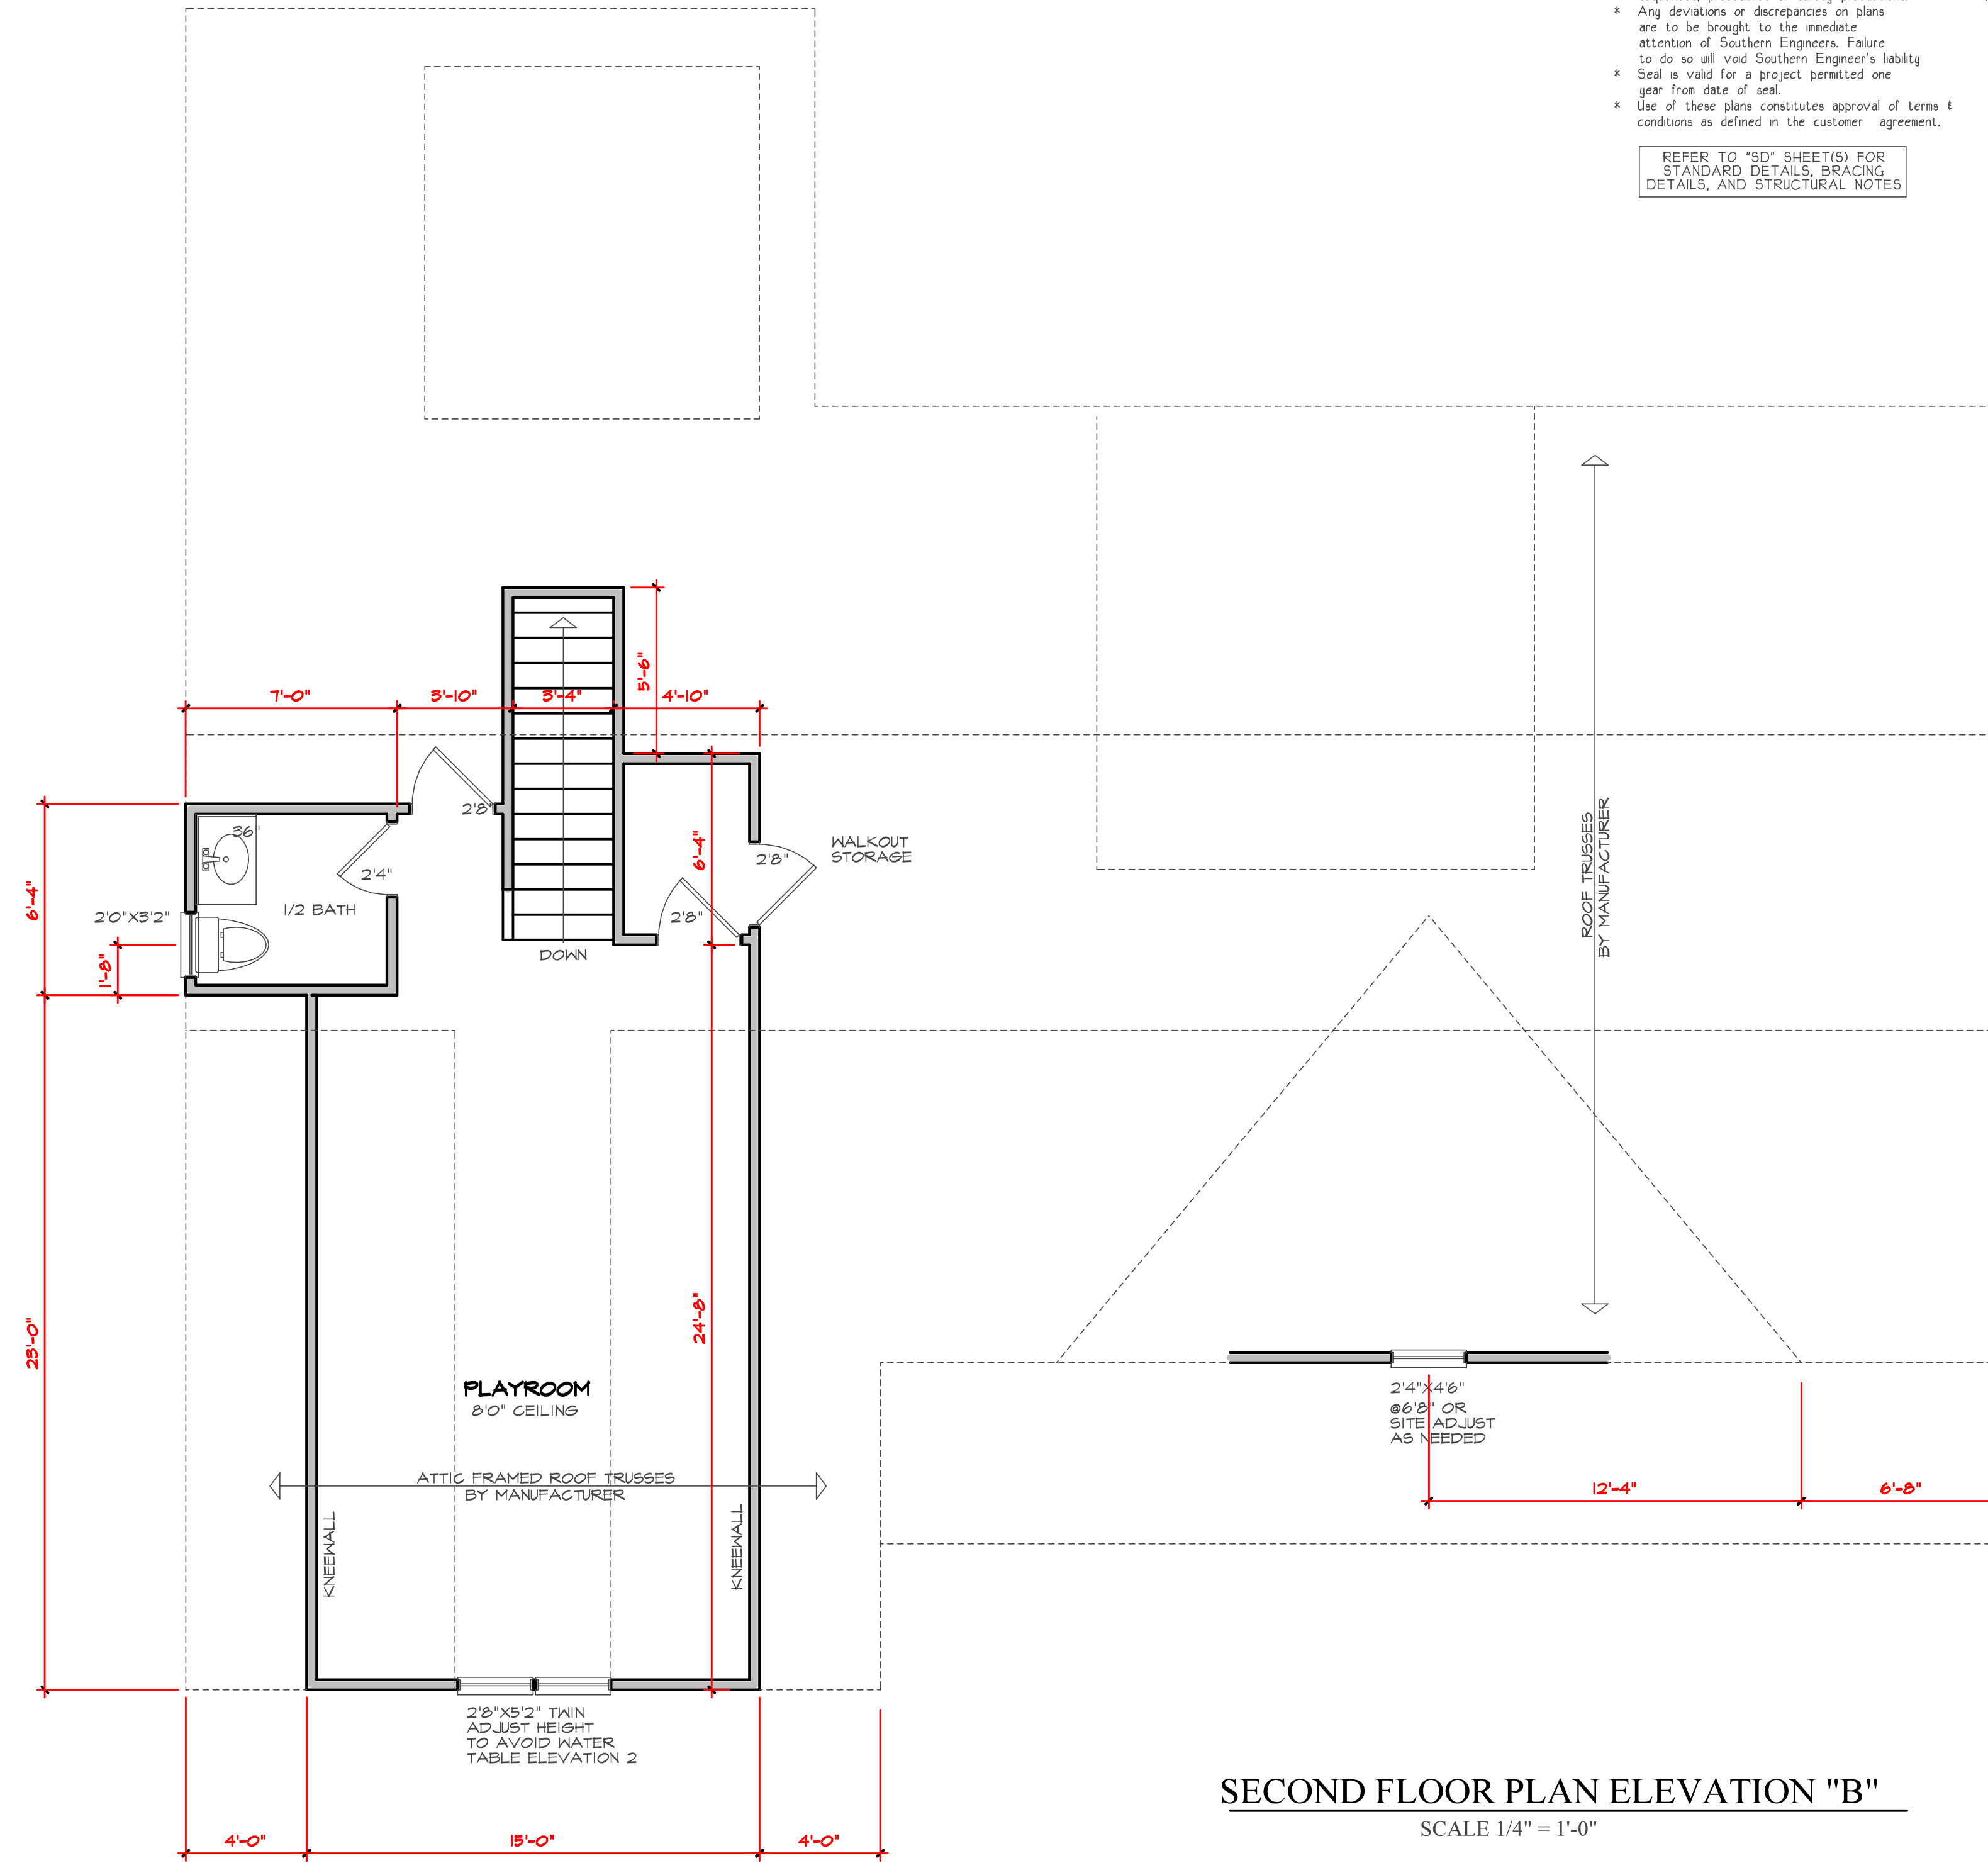 * Any deviations or discrepancies on plans
are to be brought to the immediate
attention of Southern Engineers. Failure
to do so will void Southern Engineer's liability
* Seal is valid for a project permitted one
year from date of seal.
* Use of these plans constitutes approval of terms &
conditions as defined in the customer agreement.
REFER TO "SD" SHEET(S) FOR
STANDARD DETAILS, BRACING
DETAILS, AND STRUCTURAL NOTES
7'-0"
3'-10"
3'-4"
5'-6"
4'-10"
2'8"
36"
2'4"
1/2 BATH
2'0"X3'2"
6'-4"
1'-8"
DOWN
6'-4"
2'8"
2'8"
WALKOUT
STORAGE
ROOF TRUSSES
BY MANUFACTURER
23'-0"
24'-8"
PLAYROOM
8'0" CEILING
ATTIC FRAMED ROOF TRUSSES
BY MANUFACTURER
KNEEWALL
KNEEWALL
2'4"X4'6"
@6'8" OR
SITE ADJUST
AS NEEDED
12'-4"
6'-8"
2'8"X5'2" TWIN
ADJUST HEIGHT
TO AVOID WATER
TABLE ELEVATION 2
4'-0"
15'-0"
4'-0"
SECOND FLOOR PLAN ELEVATION "B"
SCALE 1/4" = 1'-0"